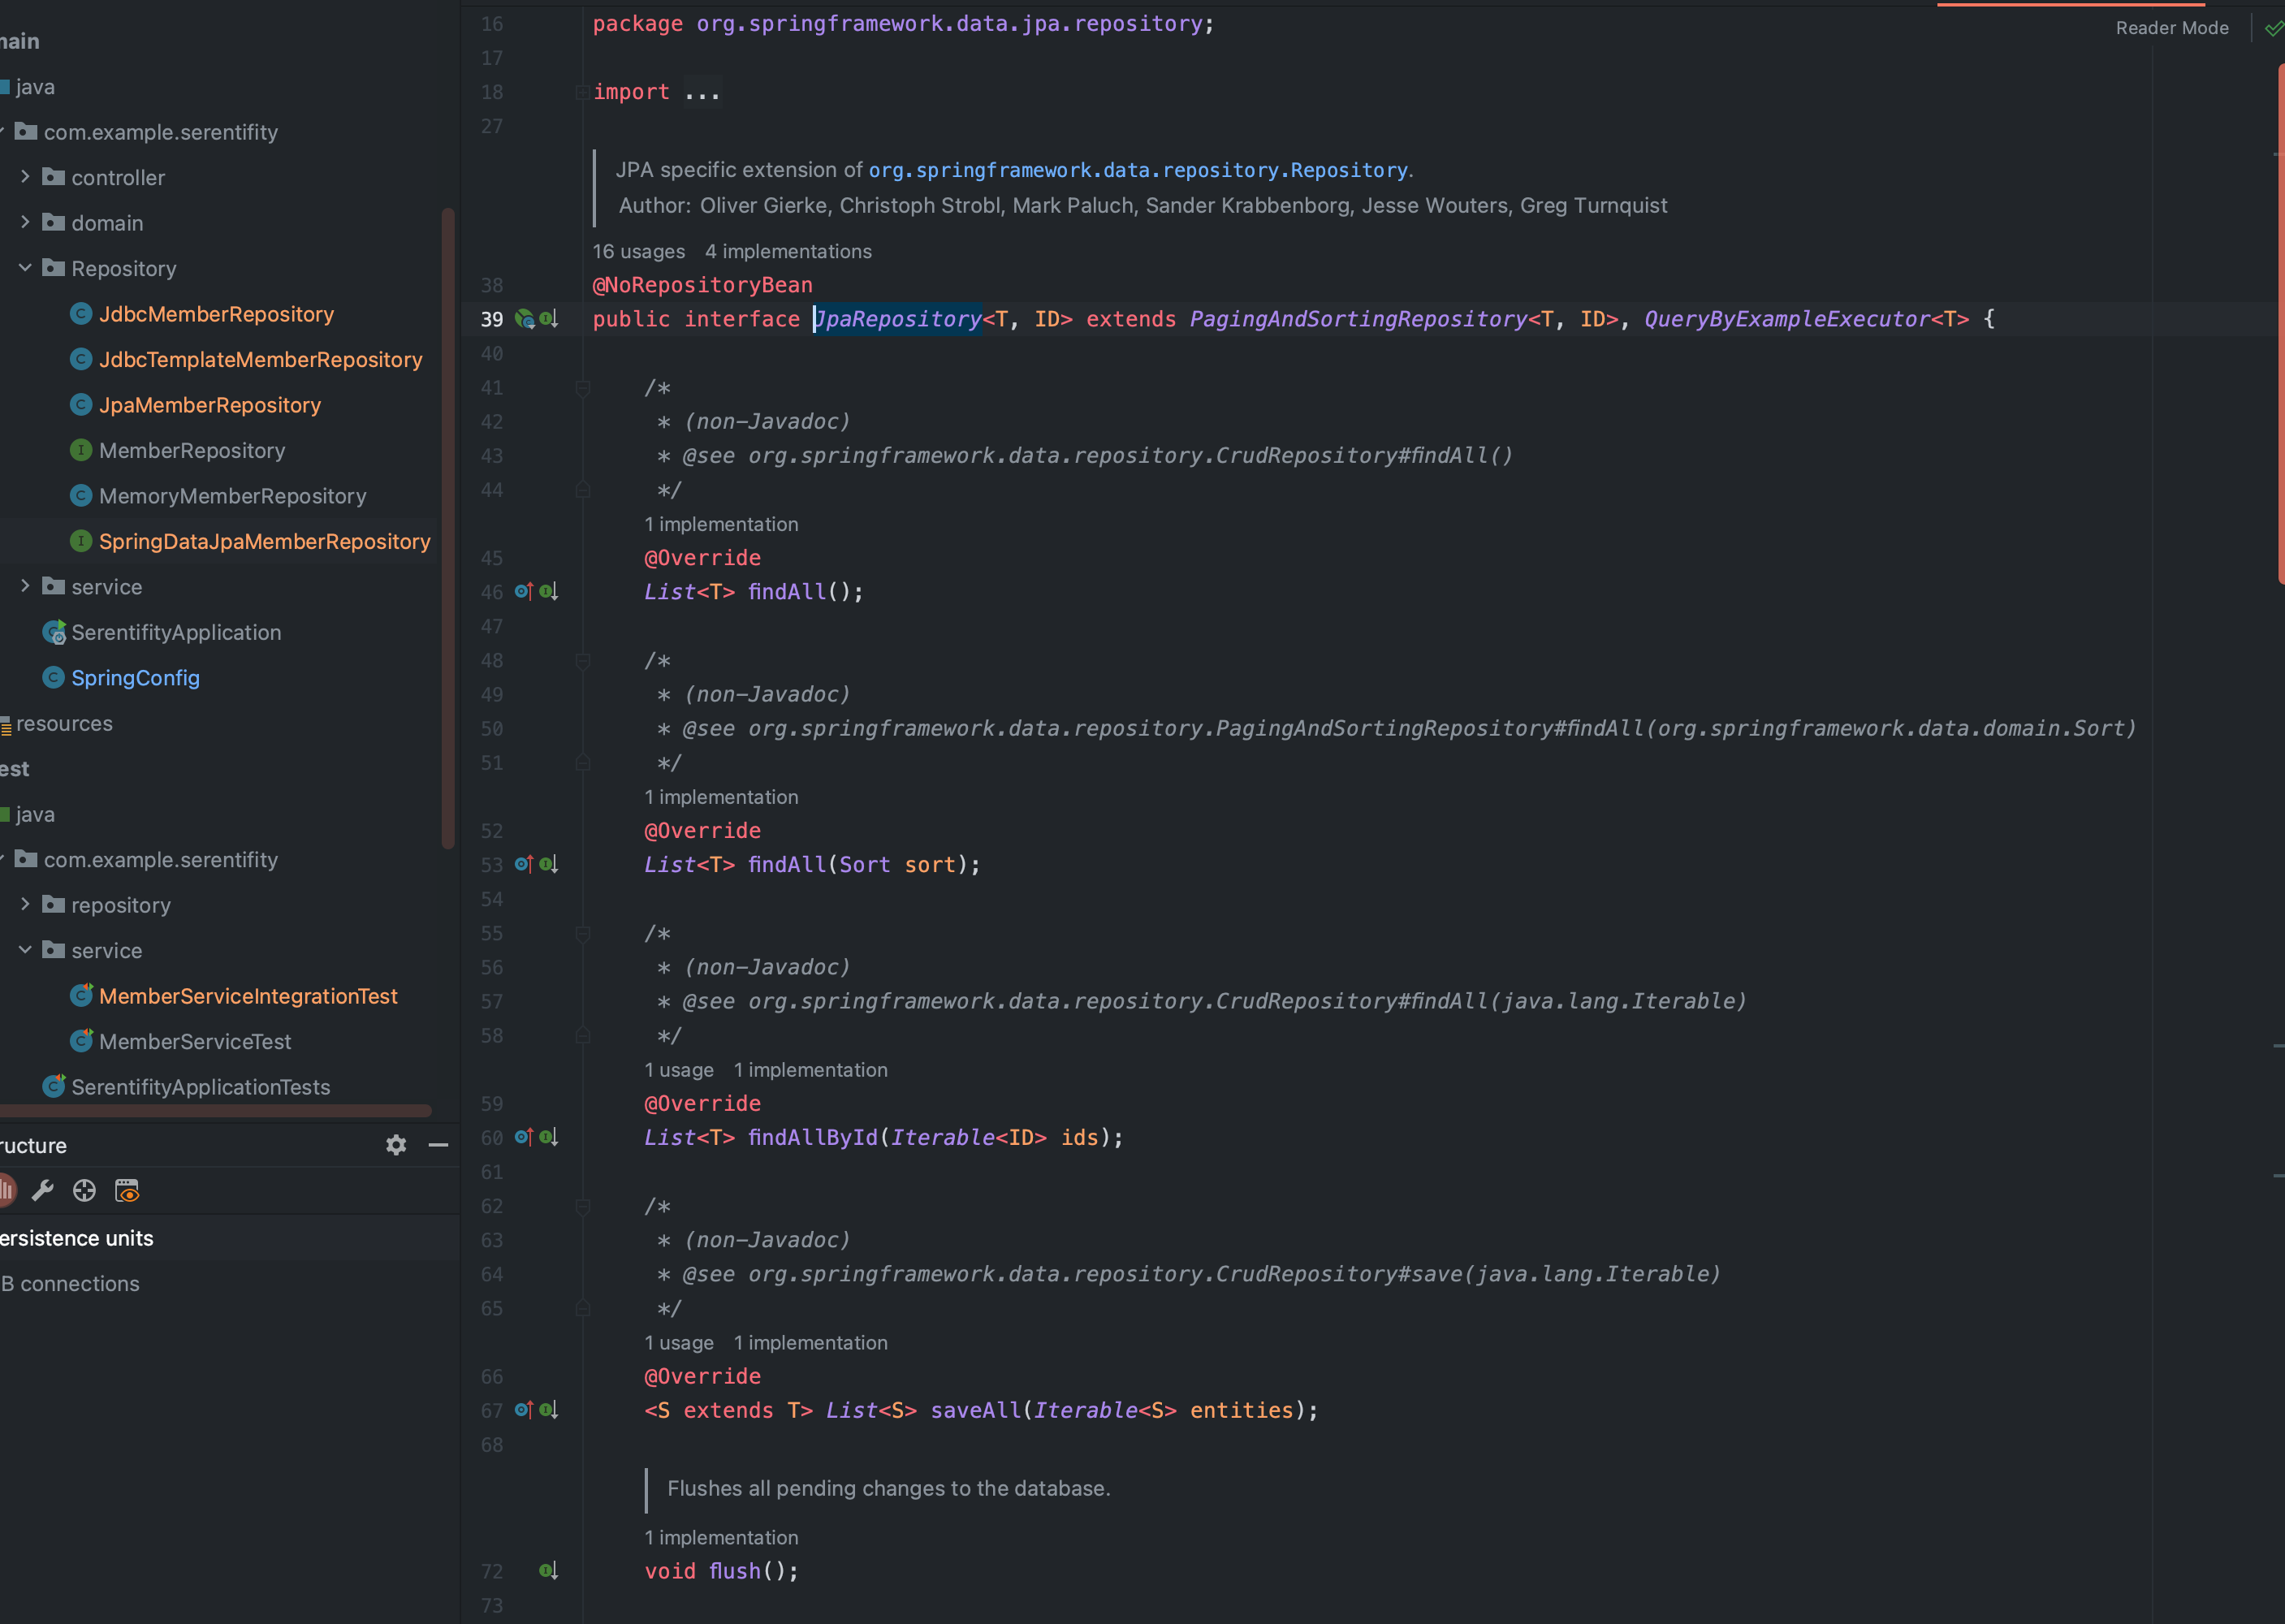 main
java
com.example.serentifity
controller
domain
Repository
JdbcMemberRepository
JdbcTemplateMemberRepository
JpaMemberRepository
MemberRepository
MemoryMemberRepository
SpringDataJpaMemberRepository
service
SerentifityApplication
SpringConfig
resources
est
java
com.example.serentifity
repository
service
MemberServiceIntegrationTest
MemberServiceTest
SerentifityApplicationTests
ructure
ersistence units
B connections
Reader Mode
16 package org.springframework.data.jpa.repository;
17
18 import ...
27
JPA specific extension of org.springframework.data.repository.Repository.
Author: Oliver Gierke, Christoph Strobl, Mark Paluch, Sander Krabbenborg, Jesse Wouters, Greg Turnquist
16 usages 4 implementations
38 @NoRepositoryBean
39 public interface JpaRepository<T, ID> extends PagingAndSortingRepository<T, ID>, QueryByExampleExecutor<T> {
40
41 /*
42 * (non-Javadoc)
43 * @see org.springframework.data.repository.CrudRepository#findAll()
44 */
1 implementation
45 @Override
46 List<T> findAll();
47
48 /*
49 * (non-Javadoc)
50 * @see org.springframework.data.repository.PagingAndSortingRepository#findAll(org.springframework.data.domain.Sort)
51 */
1 implementation
52 @Override
53 List<T> findAll(Sort sort);
54
55 /*
56 * (non-Javadoc)
57 * @see org.springframework.data.repository.CrudRepository#findAll(java.lang.Iterable)
58 */
1 usage 1 implementation
59 @Override
60 List<T> findAllById(Iterable<ID> ids);
61
62 /*
63 * (non-Javadoc)
64 * @see org.springframework.data.repository.CrudRepository#save(java.lang.Iterable)
65 */
1 usage 1 implementation
66 @Override
67 <S extends T> List<S> saveAll(Iterable<S> entities);
68
Flushes all pending changes to the database.
1 implementation
72 void flush();
73